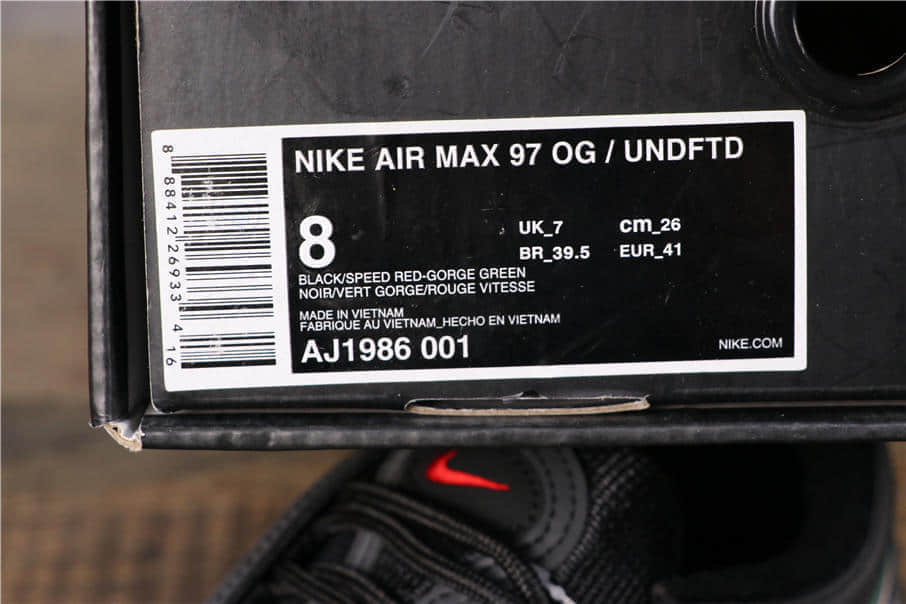 NIKE AIR MAX 97 OG / UNDFTD
8
UK_7 cm_26
BR_39.5 EUR_41
BLACK/SPEED RED-GORGE GREEN
NOIR/VERT GORGE/ROUGE VITESSE
MADE IN VIETNAM
FABRIQUE AU VIETNAM_HECHO EN VIETNAM
AJ1986 001
NIKE.COM
8 88412 26933 4 16